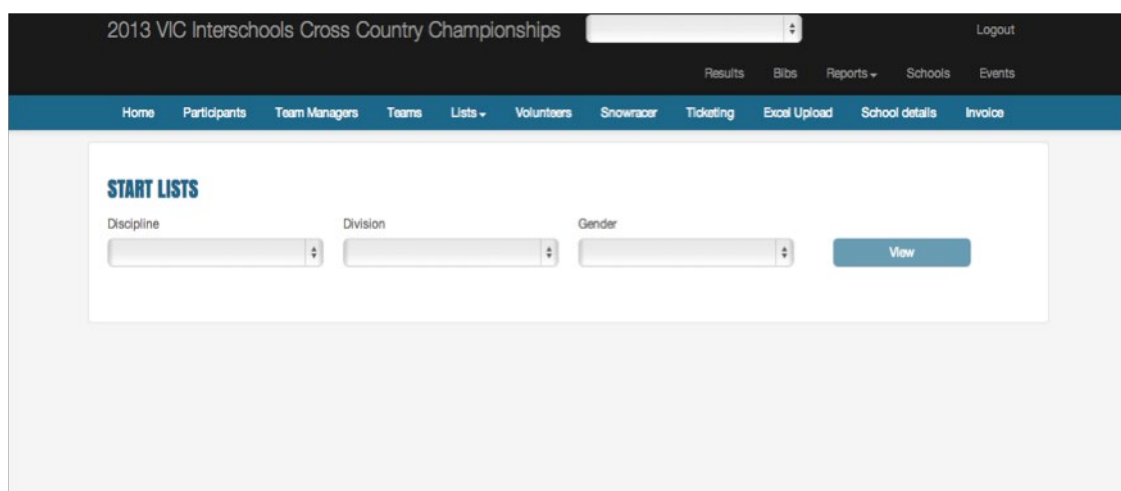 2013 VIC Interschools Cross Country Championships Logout
Results Bibs Reports Schools Events
Home Participants Team Managers Teams Lists Volunteers Snowracer Ticketing Excel Upload School details Invoice
START LISTS
Discipline Division Gender
View